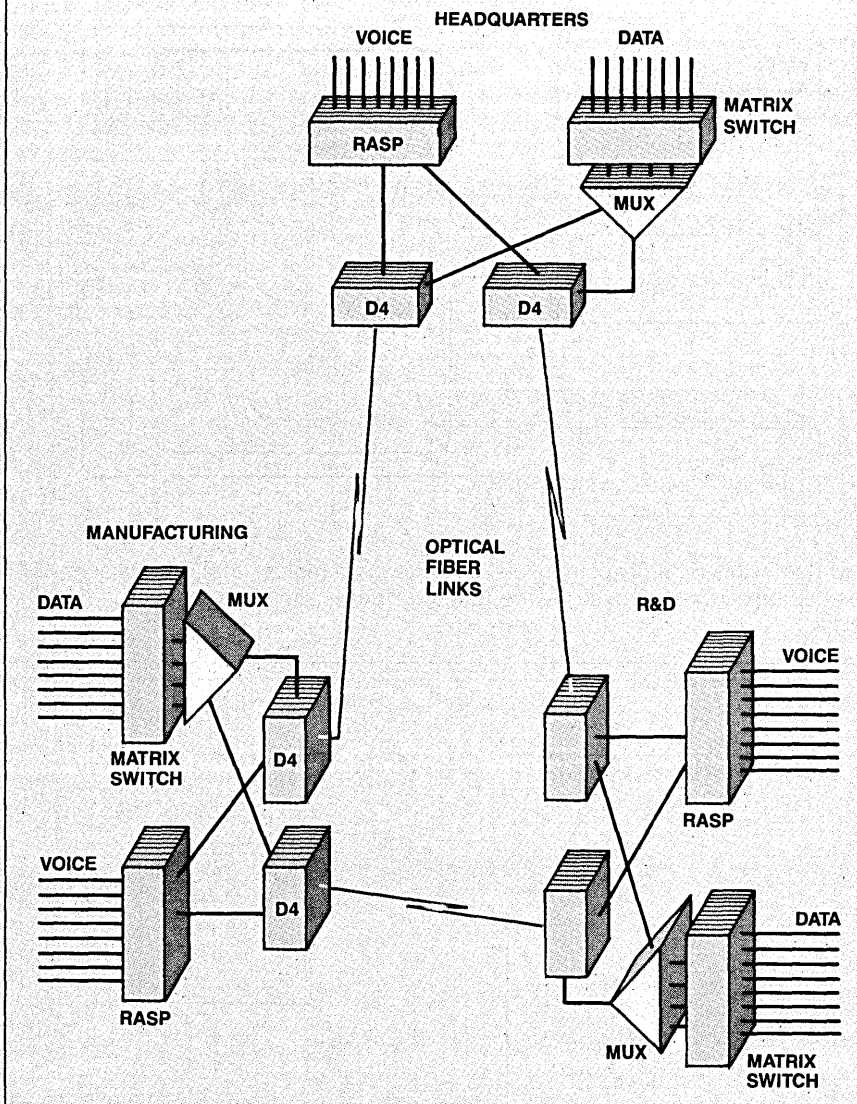 HEADQUARTERS
VOICE
DATA
MATRIX
SWITCH
RASP
MUX
D4
D4
MANUFACTURING
OPTICAL
FIBER
LINKS
DATA
MUX
R&D
VOICE
MATRIX
SWITCH
D4
RASP
VOICE
D4
DATA
RASP
MUX
MATRIX
SWITCH